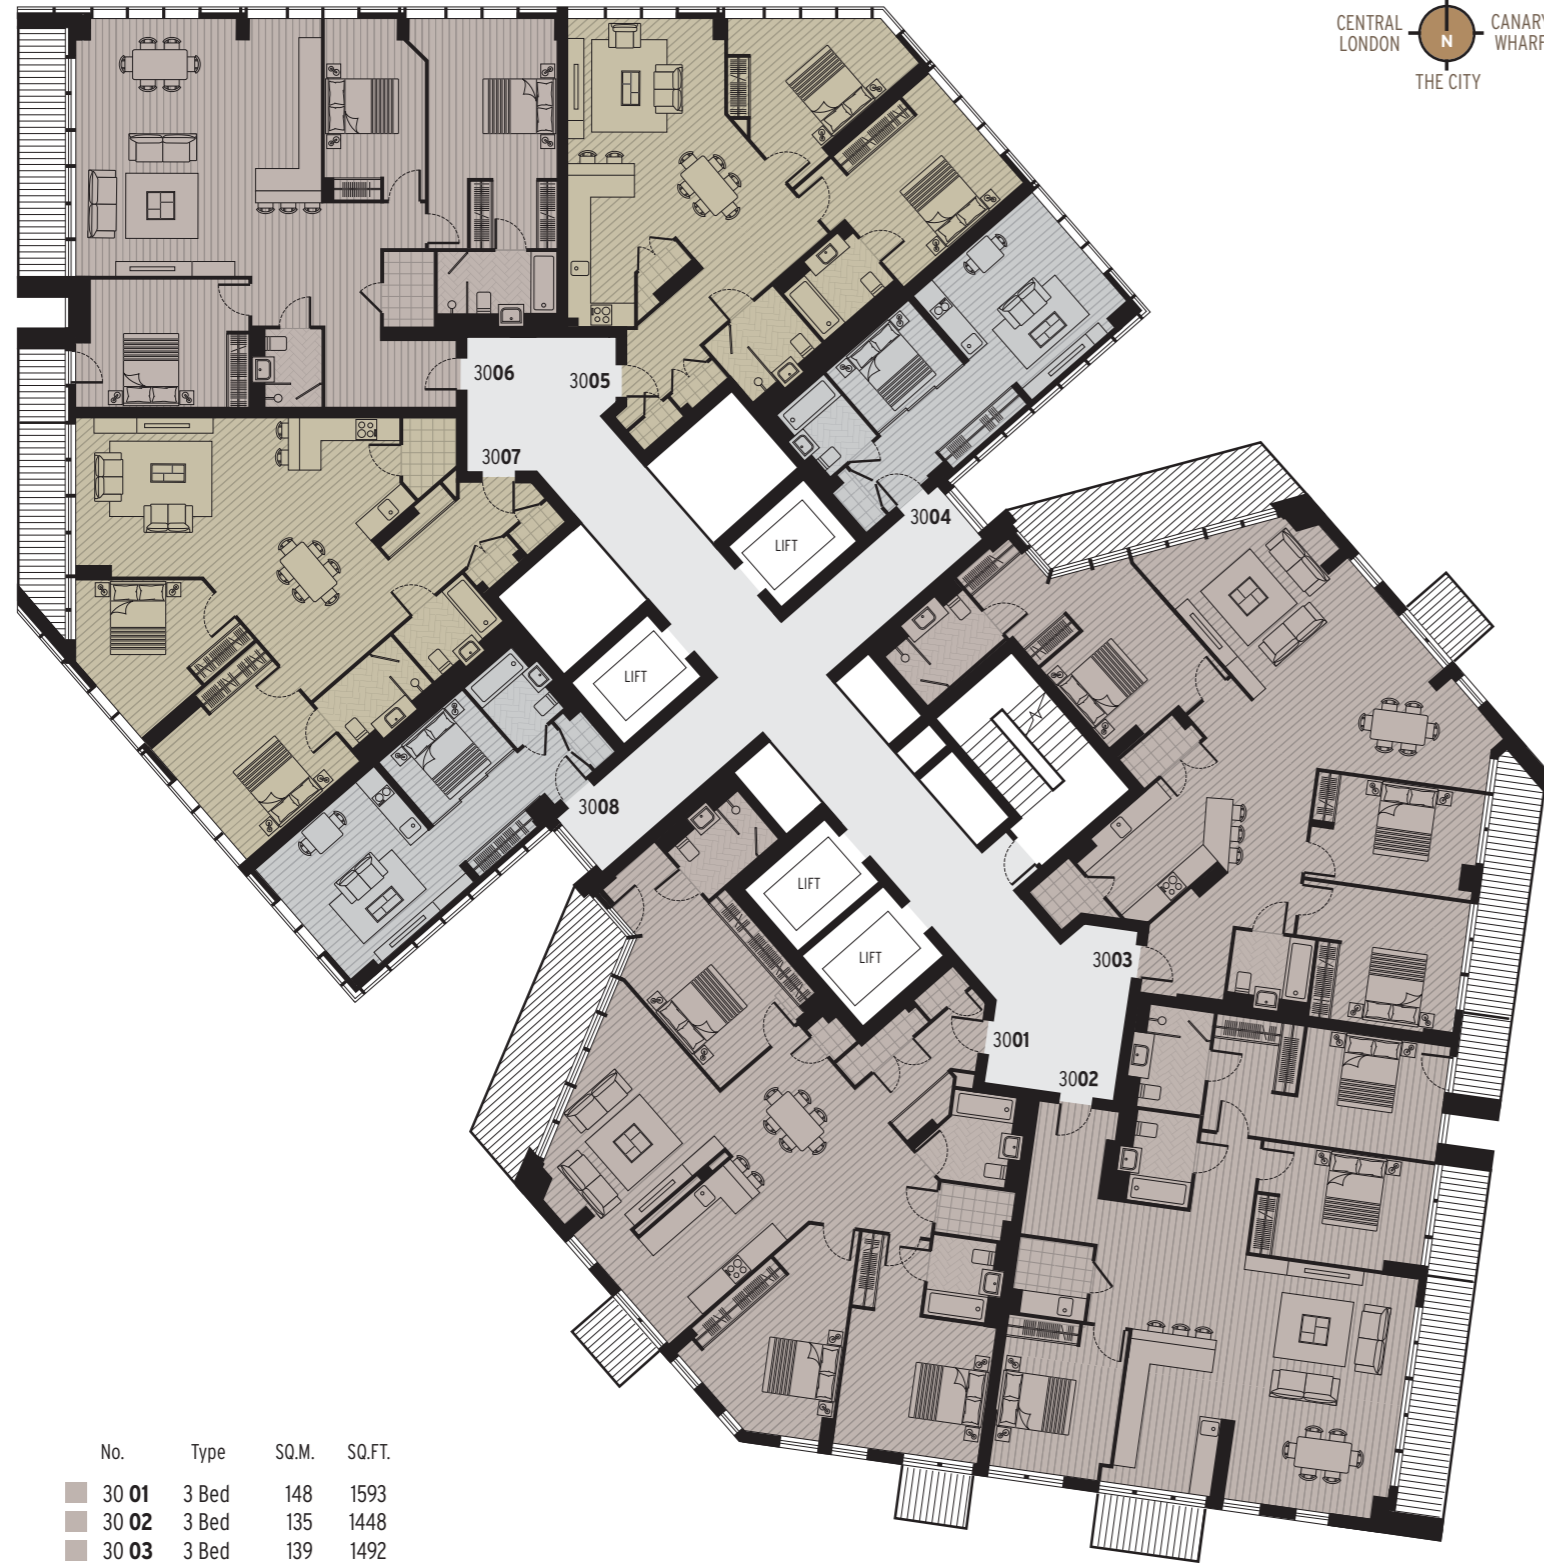 CENTRAL
LONDON
N
CANARY
WHARF
THE CITY
3006
3005
3007
3004
LIFT
LIFT
3008
LIFT
LIFT
3003
3001
3002
No. Type SQ.M. SQ.FT.
30 01 3 Bed 148 1593
30 02 3 Bed 135 1448
30 03 3 Bed 139 1492